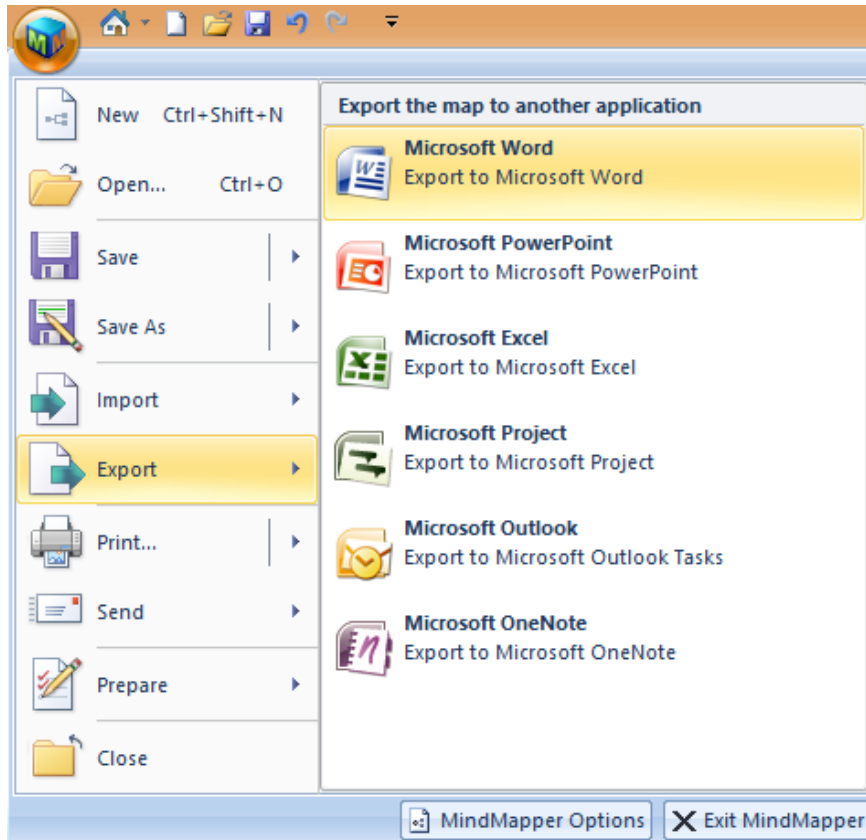 New Ctrl+Shift+N
Open... Ctrl+O
Save
Save As
Import
Export
Print...
Send
Prepare
Close
Export the map to another application
Microsoft Word
Export to Microsoft Word
Microsoft PowerPoint
Export to Microsoft PowerPoint
Microsoft Excel
Export to Microsoft Excel
Microsoft Project
Export to Microsoft Project
Microsoft Outlook
Export to Microsoft Outlook Tasks
Microsoft OneNote
Export to Microsoft OneNote
MindMapper Options
Exit MindMapper